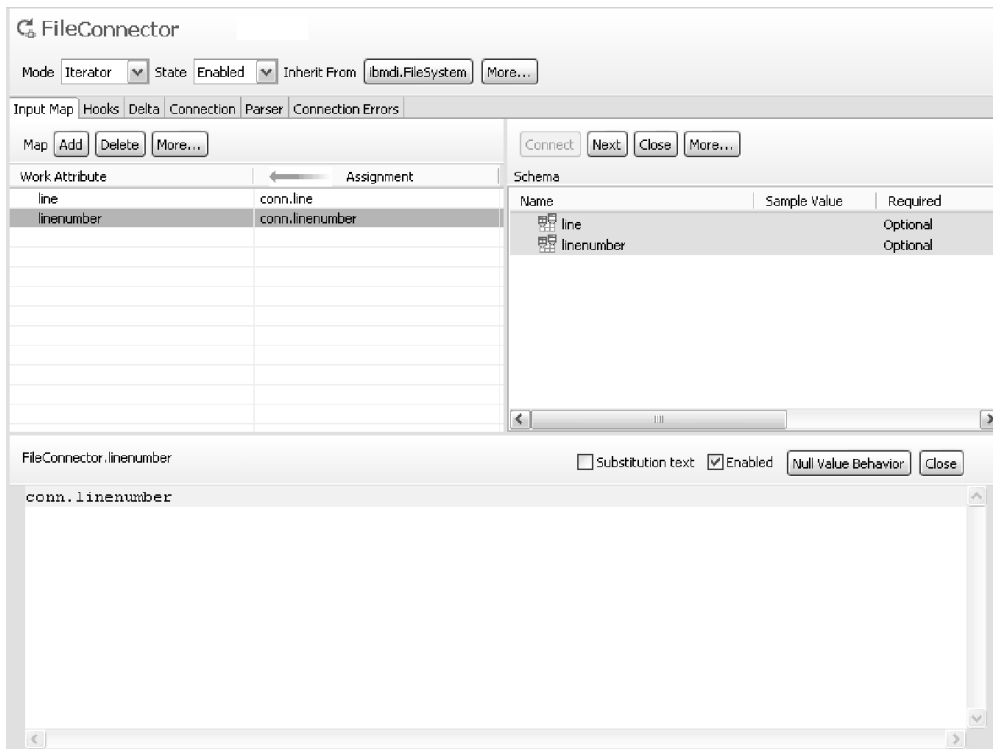 FileConnector
Mode Iterator State Enabled Inherit From ibmdi.FileSystem More...
Input Map Hooks Delta Connection Parser Connection Errors
Map Add Delete More...
Connect Next Close More...
Work Attribute Assignment
Schema
line conn.line
linenumber conn.linenumber
Name Sample Value Required
line Optional
linenumber Optional
FileConnector.linenumber Substitution text Enabled Null Value Behavior Close
conn.linenumber